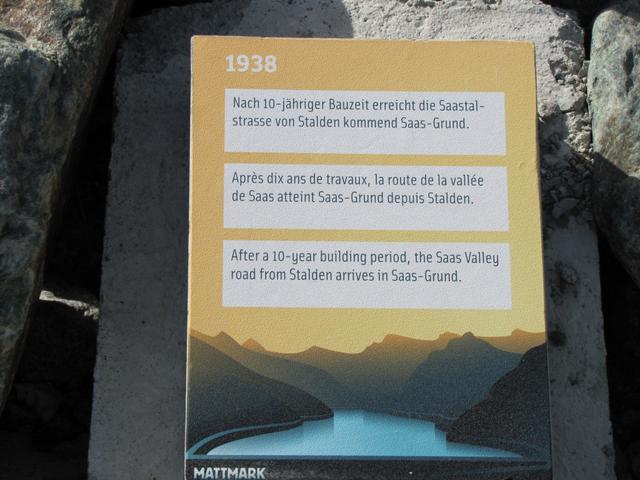 1938
Nach 10-jähriger Bauzeit erreicht die Saastal-
strasse von Stalden kommend Saas-Grund.
Après dix ans de travaux, la route de la vallée
de Saas atteint Saas-Grund depuis Stalden.
After a 10-year building period, the Saas Valley
road from Stalden arrives in Saas-Grund.
MATTMARK